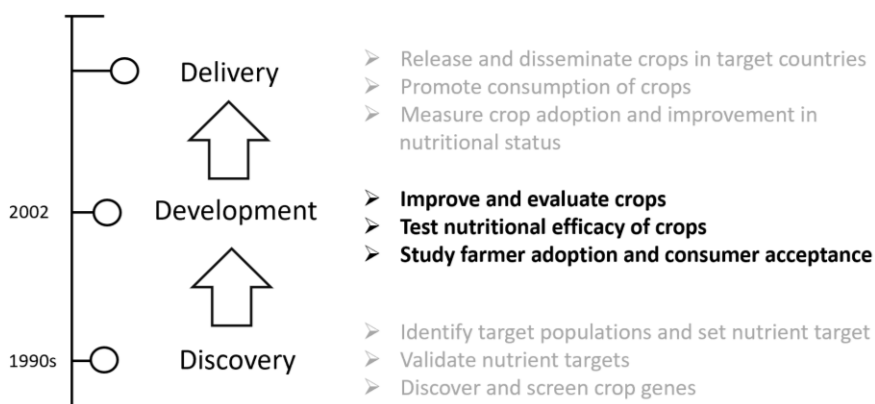 Delivery
➢ Release and disseminate crops in target countries
➢ Promote consumption of crops
➢ Measure crop adoption and improvement in
nutritional status
2002
Development
➢ Improve and evaluate crops
➢ Test nutritional efficacy of crops
➢ Study farmer adoption and consumer acceptance
1990s
Discovery
➢ Identify target populations and set nutrient target
➢ Validate nutrient targets
➢ Discover and screen crop genes